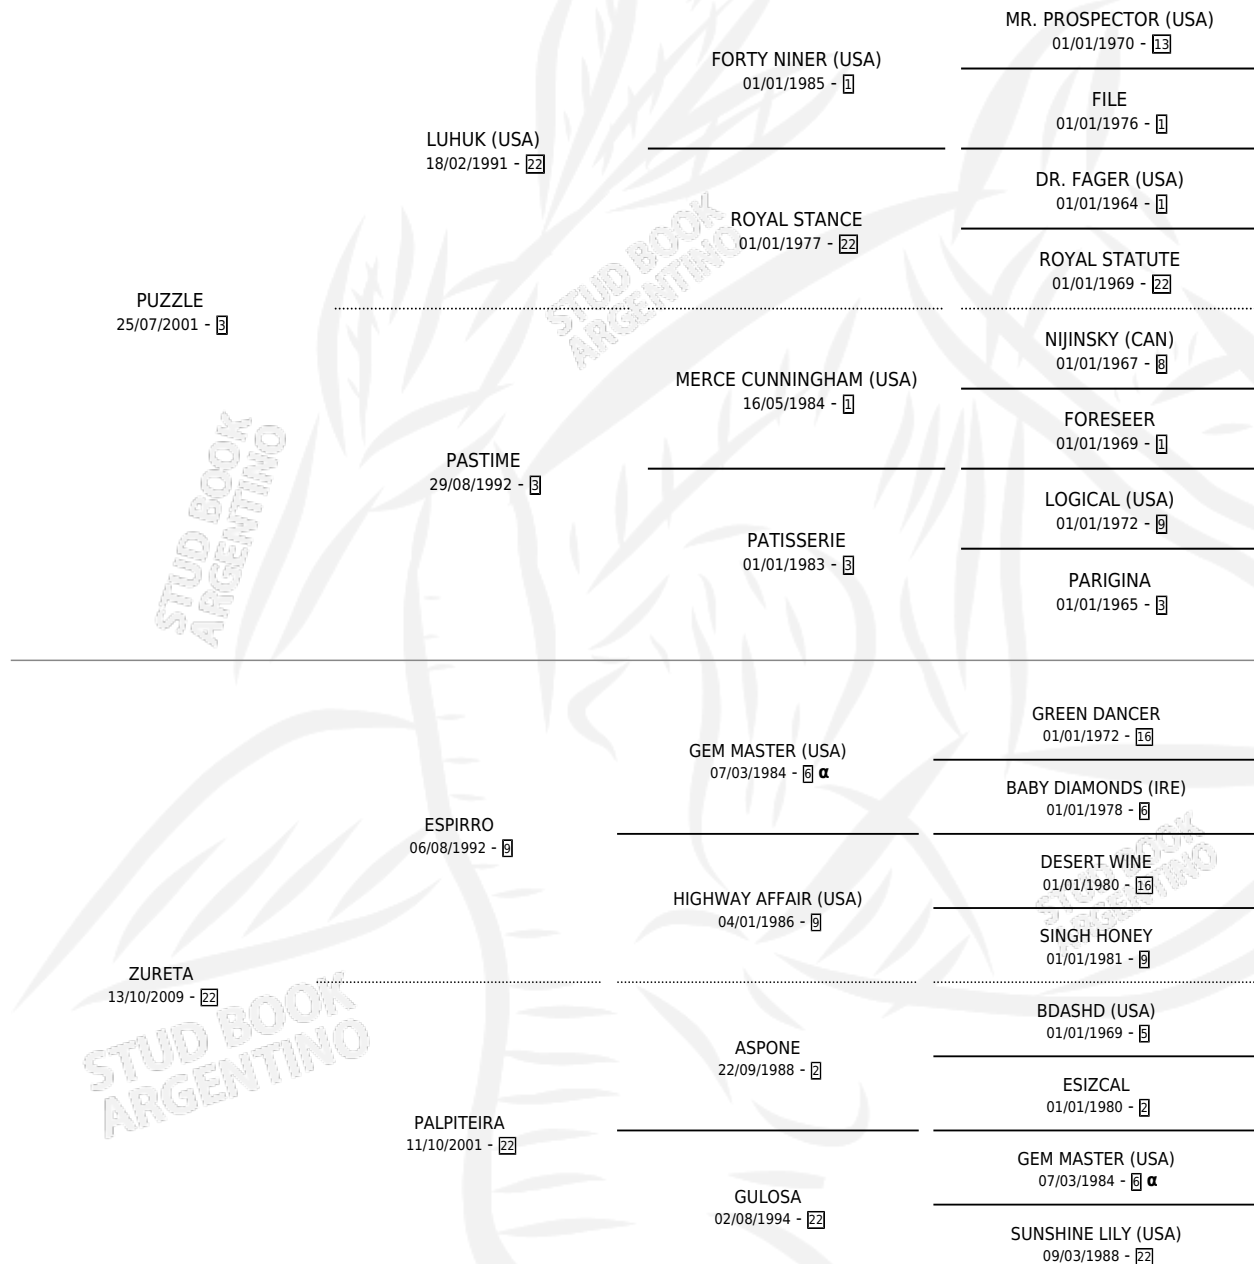 MR. PROSPECTOR (USA)
01/01/1970 - 13
FORTY NINER (USA)
01/01/1985 - 1
FILE
01/01/1976 - 1
LUHUK (USA)
18/02/1991 - 22
DR. FAGER (USA)
01/01/1964 - 1
ROYAL STANCE
01/01/1977 - 22
ROYAL STATUTE
01/01/1969 - 22
PUZZLE
25/07/2001 - 3
NIJINSKY (CAN)
01/01/1967 - 8
MERCE CUNNINGHAM (USA)
16/05/1984 - 1
FORESEER
01/01/1969 - 1
PASTIME
29/08/1992 - 3
LOGICAL (USA)
01/01/1972 - 9
PATISSERIE
01/01/1983 - 3
PARIGINA
01/01/1965 - 3
GREEN DANCER
01/01/1972 - 16
GEM MASTER (USA)
07/03/1984 - 6 α
BABY DIAMONDS (IRE)
01/01/1978 - 6
ESPIRRO
06/08/1992 - 9
DESERT WINE
01/01/1980 - 16
HIGHWAY AFFAIR (USA)
04/01/1986 - 9
SINGH HONEY
01/01/1981 - 9
ZURETA
13/10/2009 - 22
BDASHD (USA)
01/01/1969 - 5
ASPONE
22/09/1988 - 2
ESIZCAL
01/01/1980 - 2
PALPITEIRA
11/10/2001 - 22
GEM MASTER (USA)
07/03/1984 - 6 α
GULOSA
02/08/1994 - 22
SUNSHINE LILY (USA)
09/03/1988 - 22
STUD BOOK
ARGENTINO
STUD BOOK
ARGENTINO
STUD BOOK
ARGENTINO
STUD BOOK
ARGENTINO